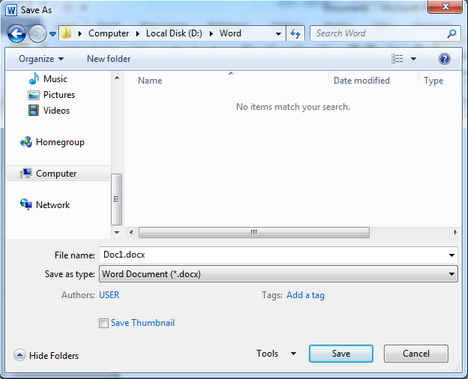 Save As
Computer Local Disk (D:) Word Search Word
Organize New folder
Name Date modified Type
No items match your search.
Music
Pictures
Videos
Homegroup
Computer
Network
File name: Doc1.docx
Save as type: Word Document (*.docx)
Authors: USER Tags: Add a tag
Save Thumbnail
Hide Folders Tools Save Cancel